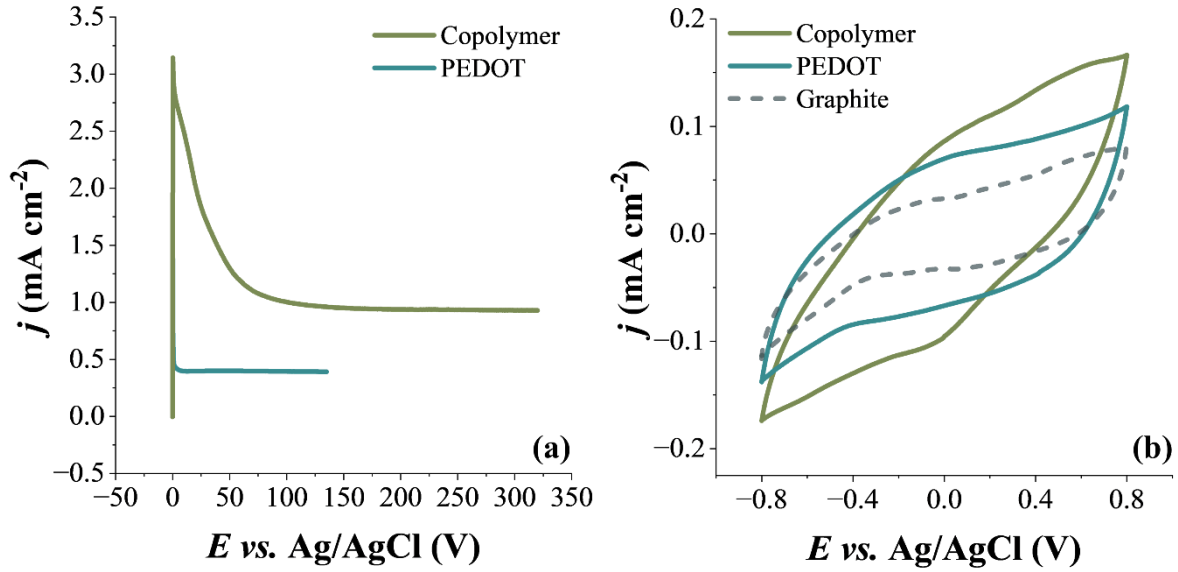 3.5
3.0
2.5
2.0
1.5
1.0
0.5
0.0
−0.5
j (mA cm⁻²)
Copolymer
PEDOT
(a)
−50 0 50 100 150 200 250 300 350
E vs. Ag/AgCl (V)
0.2
0.1
0.0
−0.1
−0.2
j (mA cm⁻²)
Copolymer
PEDOT
Graphite
(b)
−0.8 −0.4 0.0 0.4 0.8
E vs. Ag/AgCl (V)